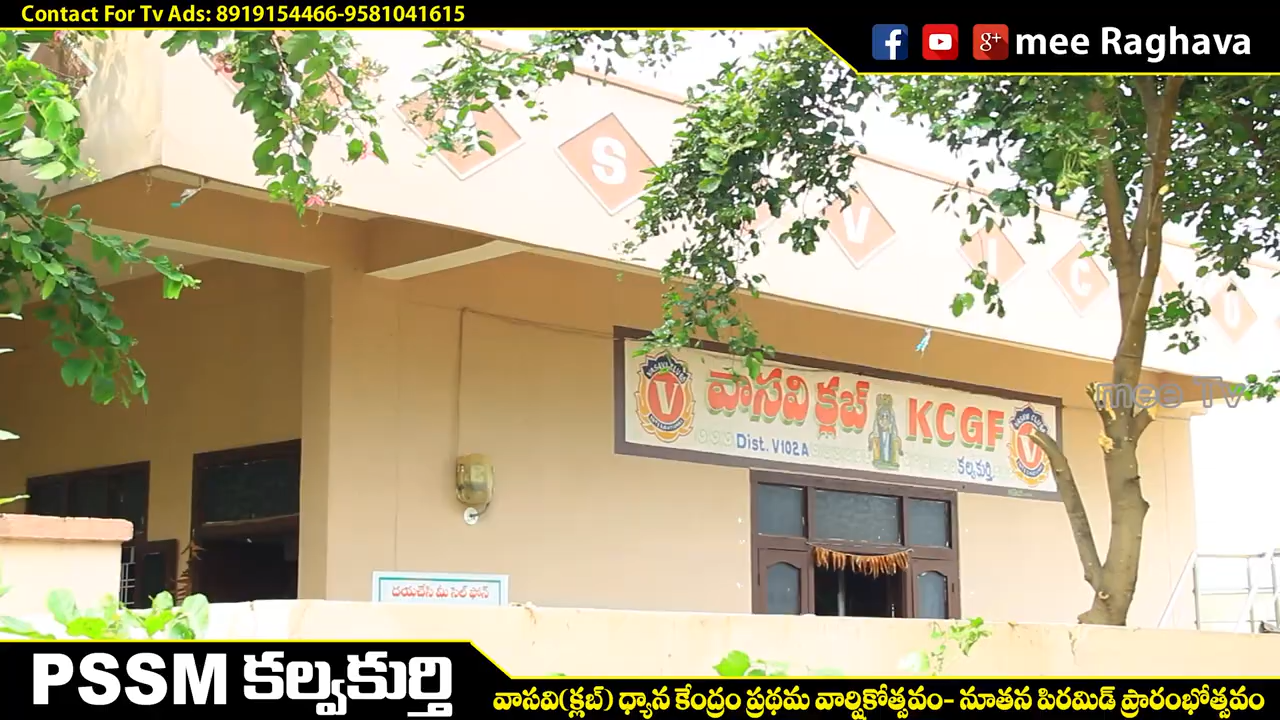 Contact For Tv Ads: 8919154466-9581041615
mee Raghava
S V I C U
వాసవి క్లబ్ KCGF
Dist. V102A కల్వకుర్తి
mee Tv
దయచేసి మీ సెల్ ఫోన్
PSSM కల్వకుర్తి
వాసవి(క్లబ్) ధ్యాన కేంద్రం ప్రథమ వార్షికోత్సవం- నూతన పిరమిడ్ ప్రారంభోత్సవం